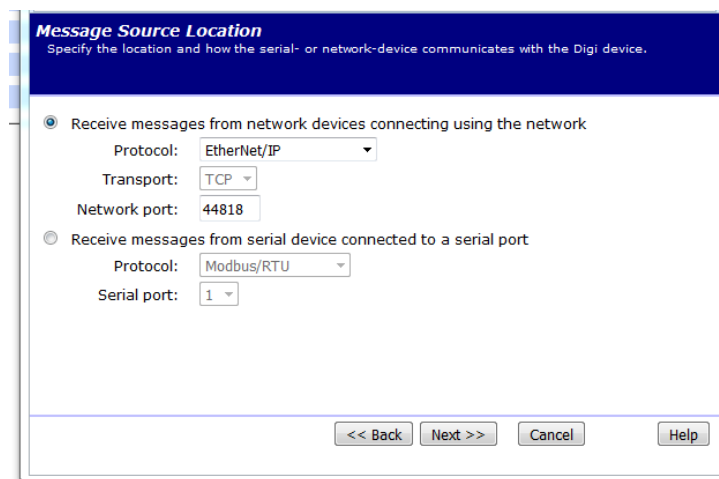 Message Source Location
Specify the location and how the serial- or network-device communicates with the Digi device.
Receive messages from network devices connecting using the network
Protocol: EtherNet/IP
Transport: TCP
Network port: 44818
Receive messages from serial device connected to a serial port
Protocol: Modbus/RTU
Serial port: 1
<< Back Next >> Cancel Help